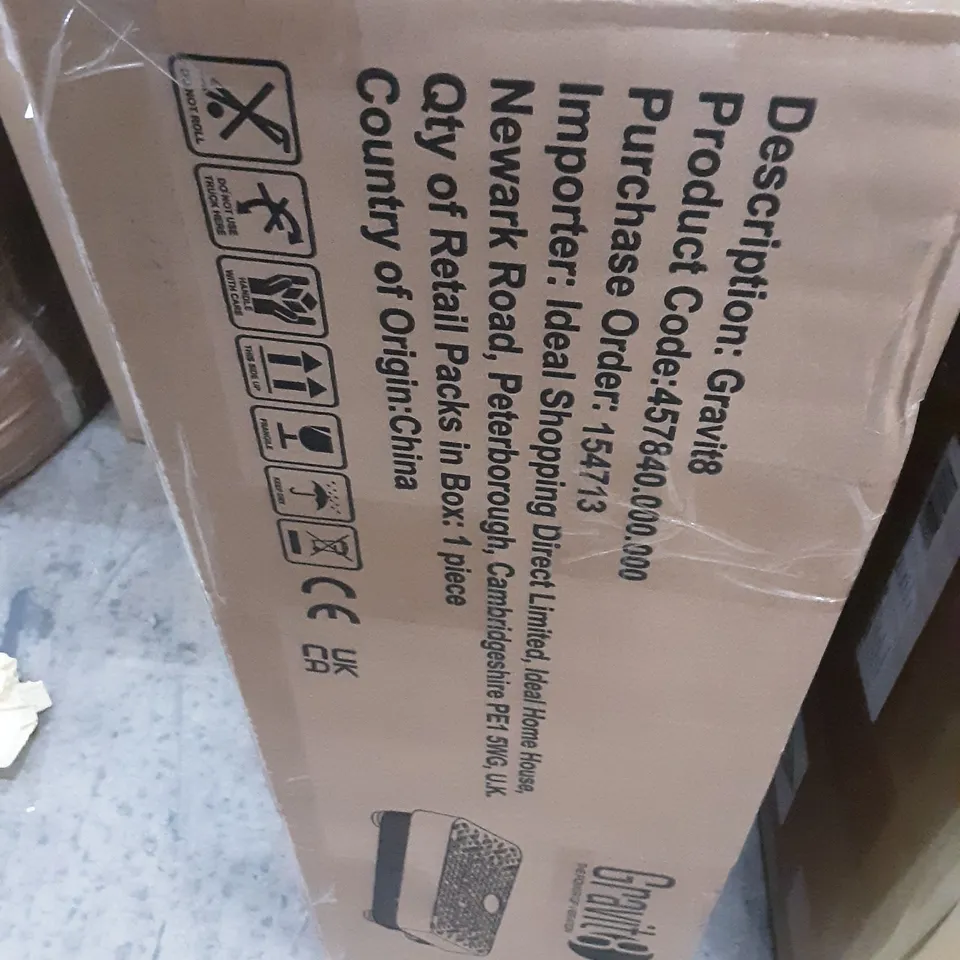 Description: Gravit8
Product Code:457840.000.000
Purchase Order: 154713
Importer: Ideal Shopping Direct Limited, Ideal Home House,
Newark Road, Peterborough, Cambridgeshire PE1 5WG, U.K.
Qty of Retail Packs in Box: 1 piece
Country of Origin:China
DO NOT ROLL
DO NOT USE
TRUCK HERE
HANDLE
WITH CARE
THIS SIDE UP
FRAGILE
KEEP DRY
CE
UK
CA
Gravit8